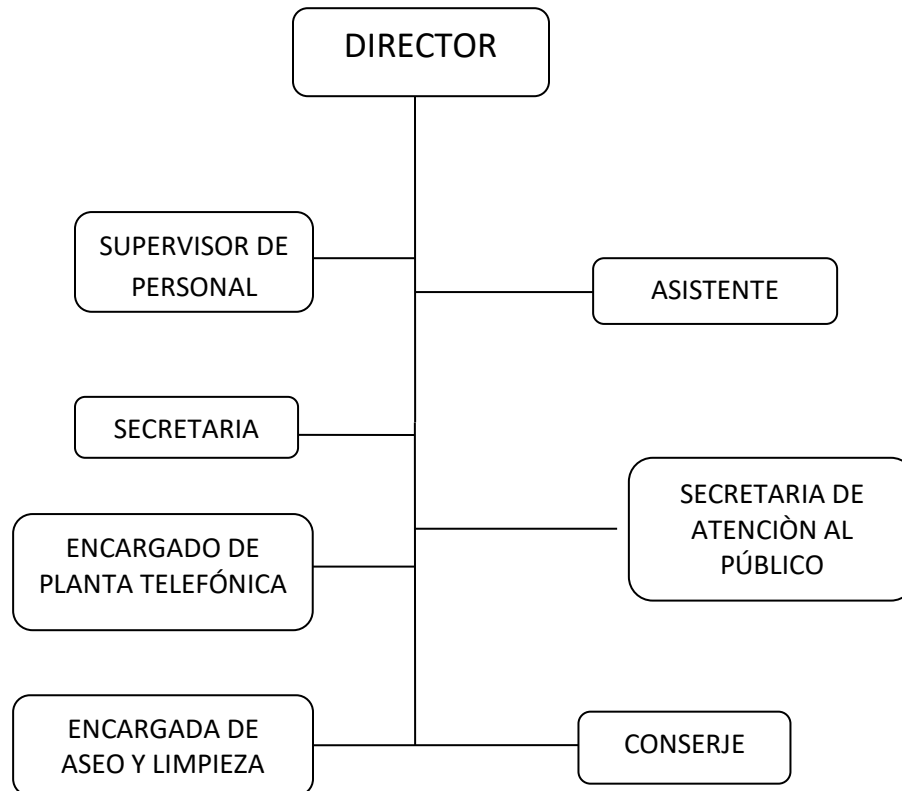 DIRECTOR
SUPERVISOR DE
PERSONAL
ASISTENTE
SECRETARIA
SECRETARIA DE
ATENCIÒN AL
PÚBLICO
ENCARGADO DE
PLANTA TELEFÓNICA
ENCARGADA DE
ASEO Y LIMPIEZA
CONSERJE